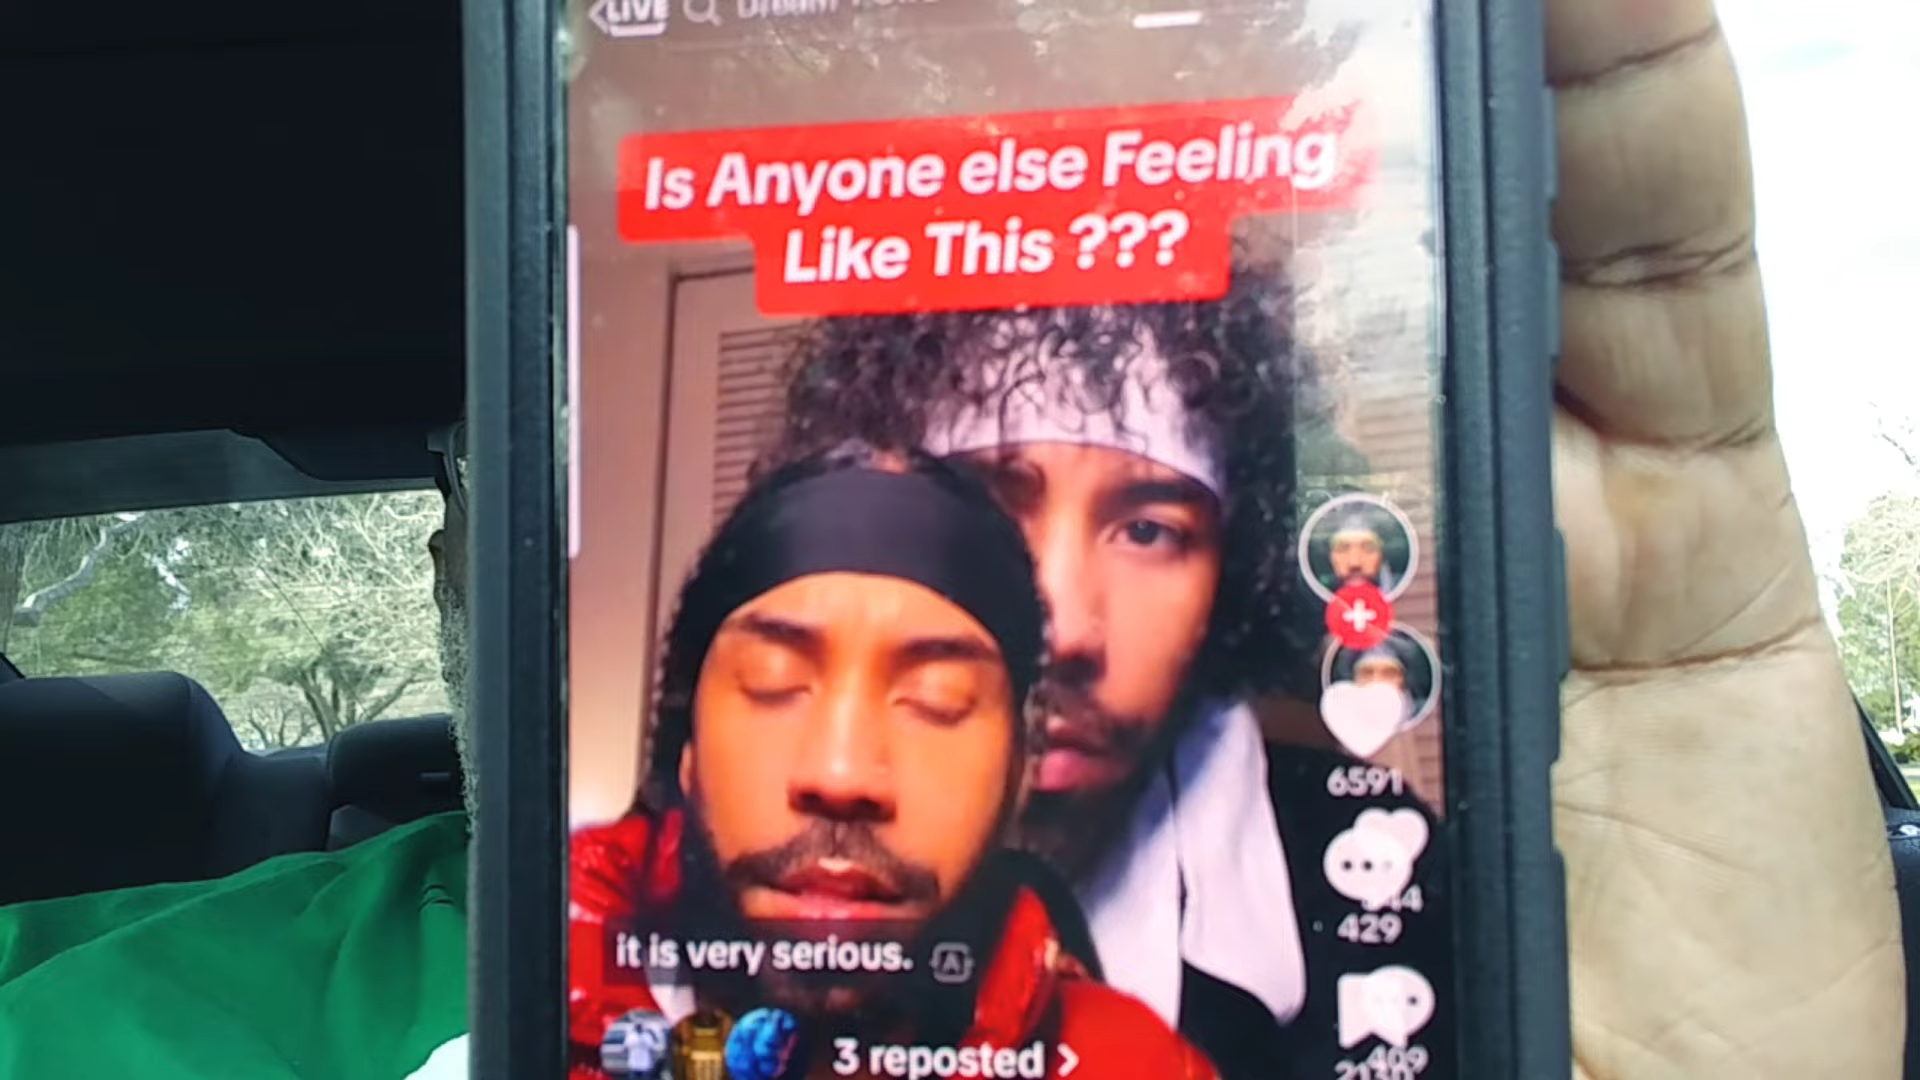 LIVE
Is Anyone else Feeling
Like This ???
6591
429
it is very serious.
3 reposted >